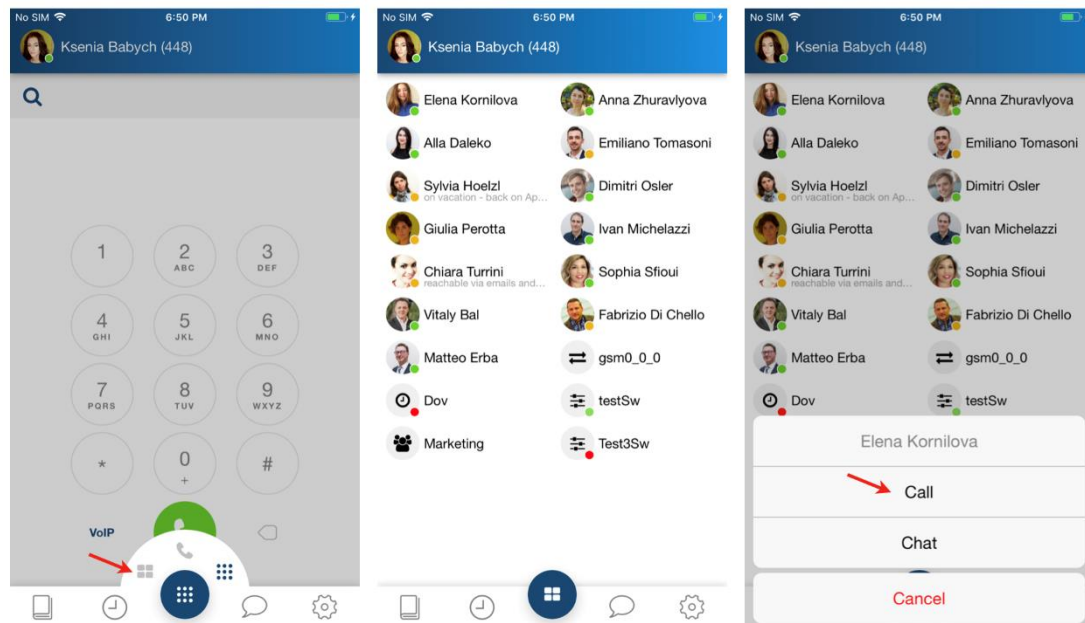 No SIM 6:50 PM
Ksenia Babych (448)
1
2
ABC
3
DEF
4
GHI
5
JKL
6
MNO
7
PQRS
8
TUV
9
WXYZ
*
0
+
#
VoIP
No SIM 6:50 PM
Ksenia Babych (448)
Elena Kornilova Anna Zhuravlyova
Alla Daleko Emiliano Tomasoni
Sylvia Hoelzl Dimitri Osler
on vacation - back on Ap...
Giulia Perotta Ivan Michelazzi
Chiara Turrini Sophia Sfioui
reachable via emails and...
Vitaly Bal Fabrizio Di Chello
Matteo Erba gsm0_0_0
Dov testSw
Marketing Test3Sw
No SIM 6:50 PM
Ksenia Babych (448)
Elena Kornilova Anna Zhuravlyova
Alla Daleko Emiliano Tomasoni
Sylvia Hoelzl Dimitri Osler
on vacation - back on Ap...
Giulia Perotta Ivan Michelazzi
Chiara Turrini Sophia Sfioui
reachable via emails and...
Vitaly Bal Fabrizio Di Chello
Matteo Erba gsm0_0_0
Dov testSw
Elena Kornilova
Call
Chat
Cancel